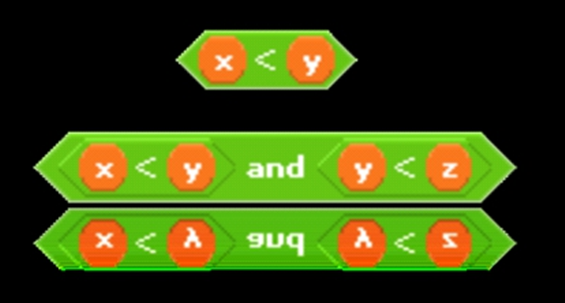 x < y
x < y and y < z